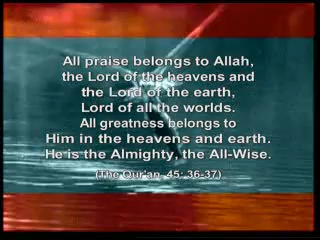 All praise belongs to Allah,
the Lord of the heavens and
the Lord of the earth,
Lord of all the worlds.
All greatness belongs to
Him in the heavens and earth.
He is the Almighty, the All-Wise.
(The Qur'an, 45: 36-37)